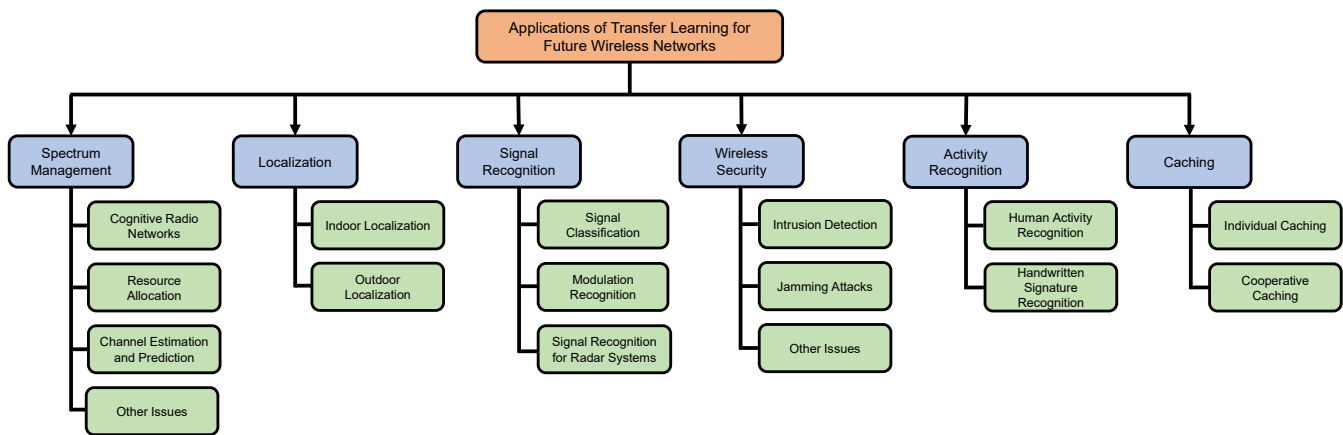 Applications of Transfer Learning for
Future Wireless Networks
Spectrum
Management
Cognitive Radio
Networks
Resource
Allocation
Channel Estimation
and Prediction
Other Issues
Localization
Indoor Localization
Outdoor
Localization
Signal
Recognition
Signal
Classification
Modulation
Recognition
Signal Recognition
for Radar Systems
Wireless
Security
Intrusion Detection
Jamming Attacks
Other Issues
Activity
Recognition
Human Activity
Recognition
Handwritten
Signature
Recognition
Caching
Individual Caching
Cooperative
Caching